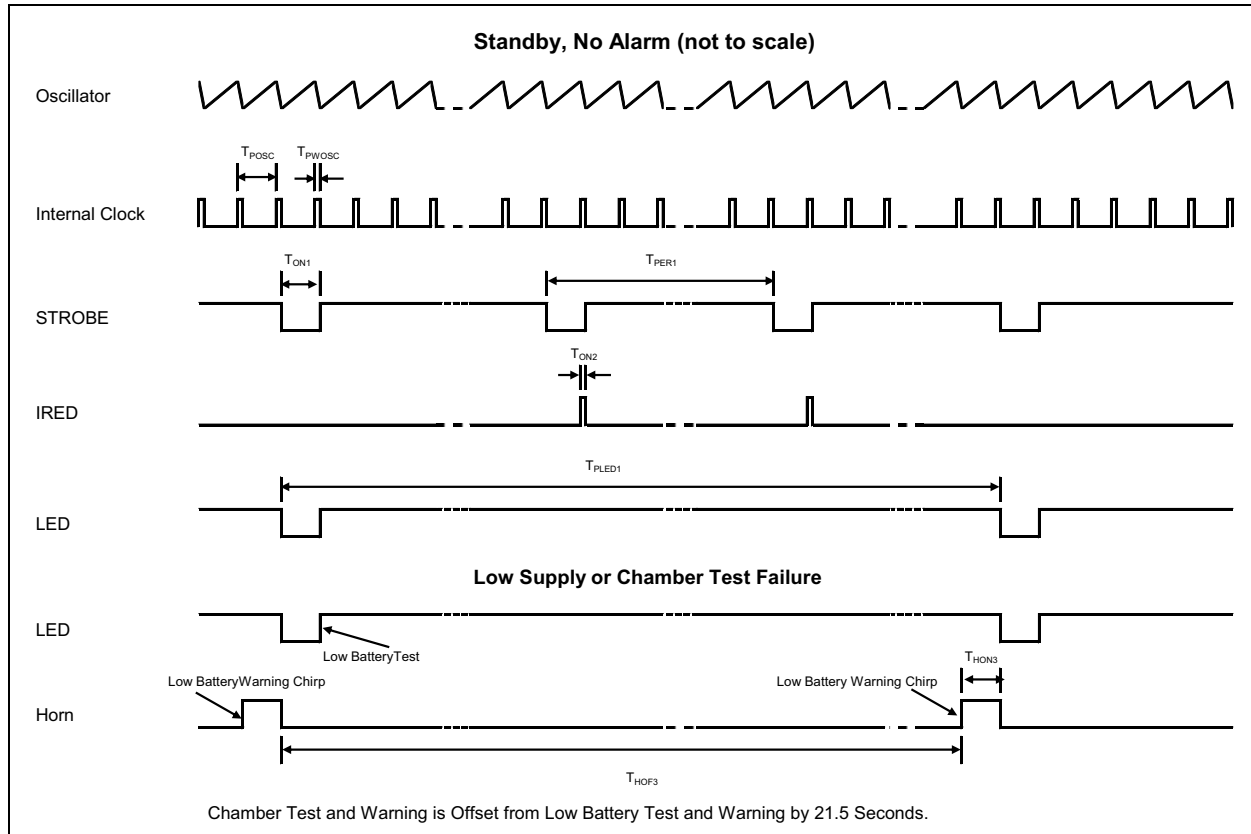 Standby, No Alarm (not to scale)
Oscillator
TPOSC
TPWOSC
Internal Clock
TON1
TPER1
STROBE
TON2
IRED
TPLED1
LED
Low Supply or Chamber Test Failure
LED
Low BatteryTest
THON3
Low BatteryWarning Chirp
Low Battery Warning Chirp
Horn
THOF3
Chamber Test and Warning is Offset from Low Battery Test and Warning by 21.5 Seconds.